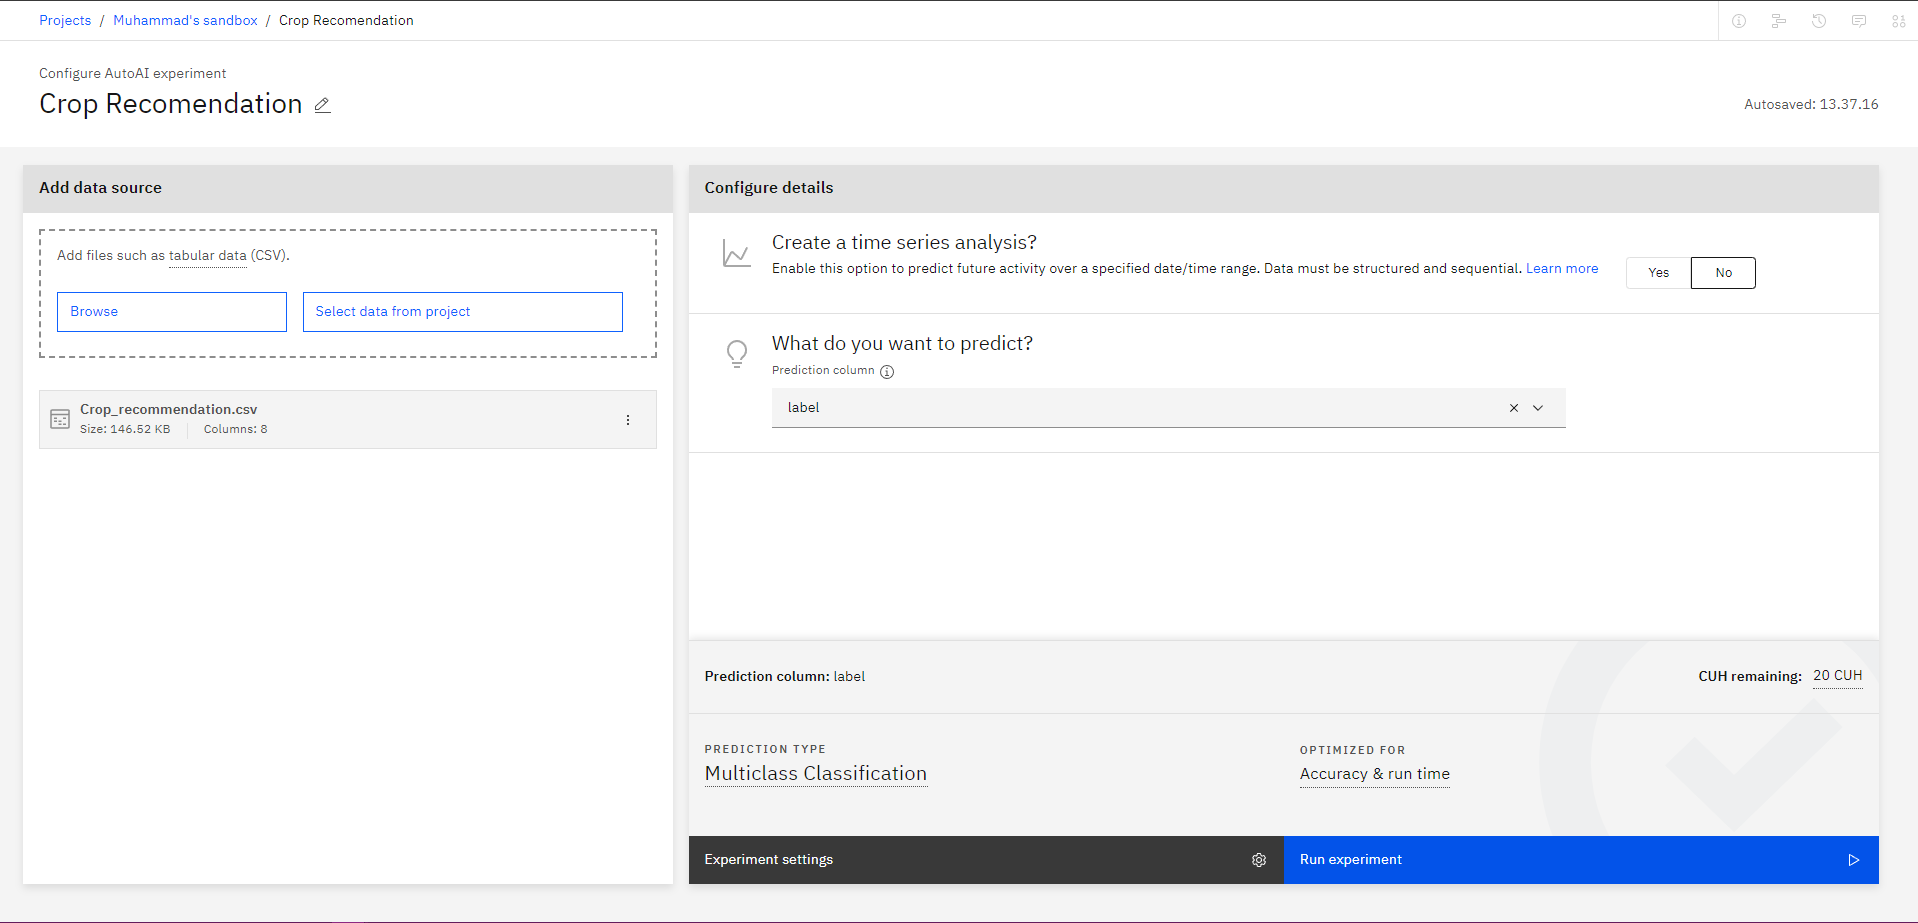 Projects / Muhammad's sandbox / Crop Recomendation
Configure AutoAI experiment
Crop Recomendation
Autosaved: 13.37.16
Add data source
Add files such as tabular data (CSV).
Browse
Select data from project
Crop_recommendation.csv
Size: 146.52 KB
Columns: 8
Configure details
Create a time series analysis?
Enable this option to predict future activity over a specified date/time range. Data must be structured and sequential. Learn more
Yes
No
What do you want to predict?
Prediction column
label
Prediction column: label
CUH remaining: 20 CUH
PREDICTION TYPE
Multiclass Classification
OPTIMIZED FOR
Accuracy & run time
Experiment settings
Run experiment